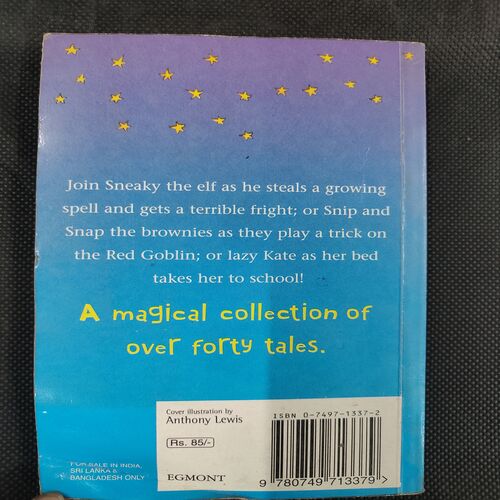 Join Sneaky the elf as he steals a growing
spell and gets a terrible fright; or Snip and
Snap the brownies as they play a trick on
the Red Goblin; or lazy Kate as her bed
takes her to school!
A magical collection of
over forty tales.
Cover illustration by
Anthony Lewis
Rs. 85/-
EGMONT
ISBN 0-7497-1337-2
9 780749 713379 >
FOR SALE IN INDIA,
SRI LANKA &
BANGLADESH ONLY